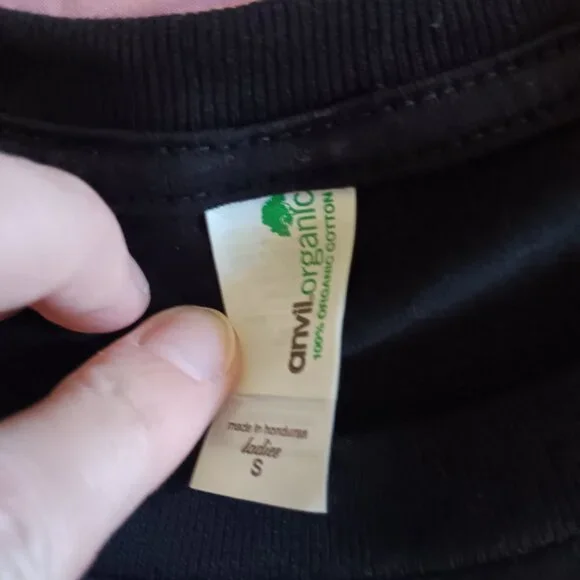 anvil.organic
100% ORGANIC COTTON
made in honduras
ladies
S